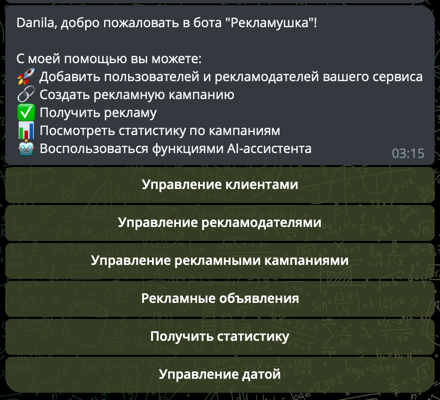 Danila, добро пожаловать в бота "Рекламушка"!
С моей помощью вы можете:
🚀 Добавить пользователей и рекламодателей вашего сервиса
🔗 Создать рекламную кампанию
✅ Получить рекламу
📊 Посмотреть статистику по кампаниям
🤖 Воспользоваться функциями AI-ассистента
03:15
Управление клиентами
Управление рекламодателями
Управление рекламными кампаниями
Рекламные объявления
Получить статистику
Управление датой